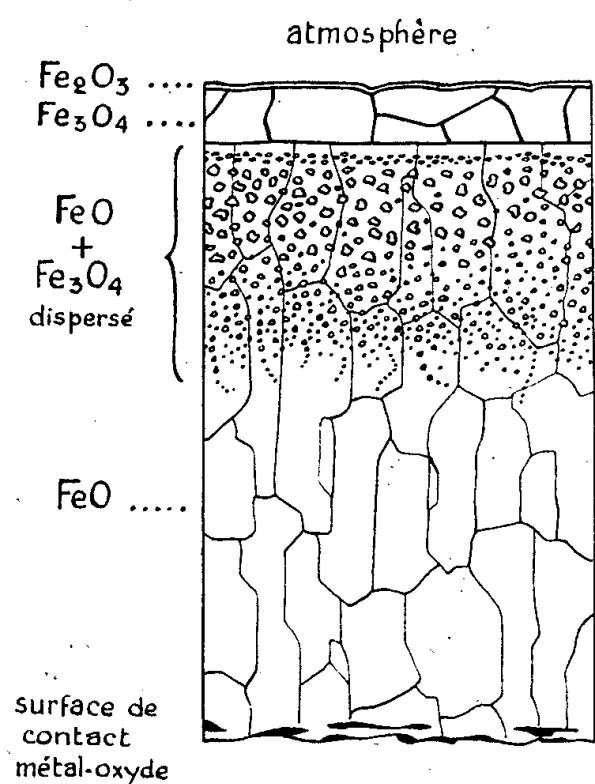 atmosphère
Fe₂O₃ ....
Fe₃O₄ ....
FeO
+
Fe₃O₄
dispersé
FeO .....
surface de
contact
métal-oxyde